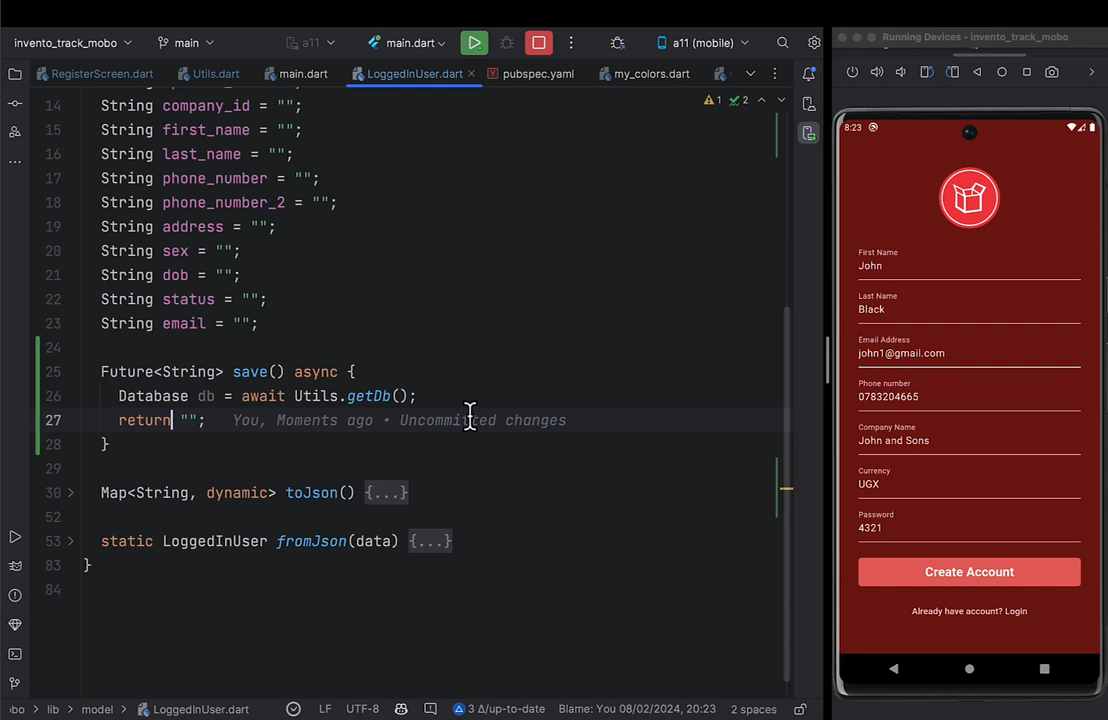 invento_track_mobo
main
a11
main.dart
a11 (mobile)
Running Devices - invento_track_mobo
RegisterScreen.dart
Utils.dart
main.dart
LoggedInUser.dart
pubspec.yaml
my_colors.dart
14 String company_id = "";
15 String first_name = "";
16 String last_name = "";
17 String phone_number = "";
18 String phone_number_2 = "";
19 String address = "";
20 String sex = "";
21 String dob = "";
22 String status = "";
23 String email = "";
24
25 Future<String> save() async {
26 Database db = await Utils.getDb();
27 return ""; You, Moments ago • Uncommitted changes
28 }
29
30 Map<String, dynamic> toJson() {...}
52
53 static LoggedInUser fromJson(data) {...}
83 }
84
1
2
8:23
First Name
John
Last Name
Black
Email Address
john1@gmail.com
Phone number
0783204665
Company Name
John and Sons
Currency
UGX
Password
4321
Create Account
Already have account? Login
obo > lib > model > LoggedInUser.dart
LF
UTF-8
3 Δ/up-to-date
Blame: You 08/02/2024, 20:23
2 spaces